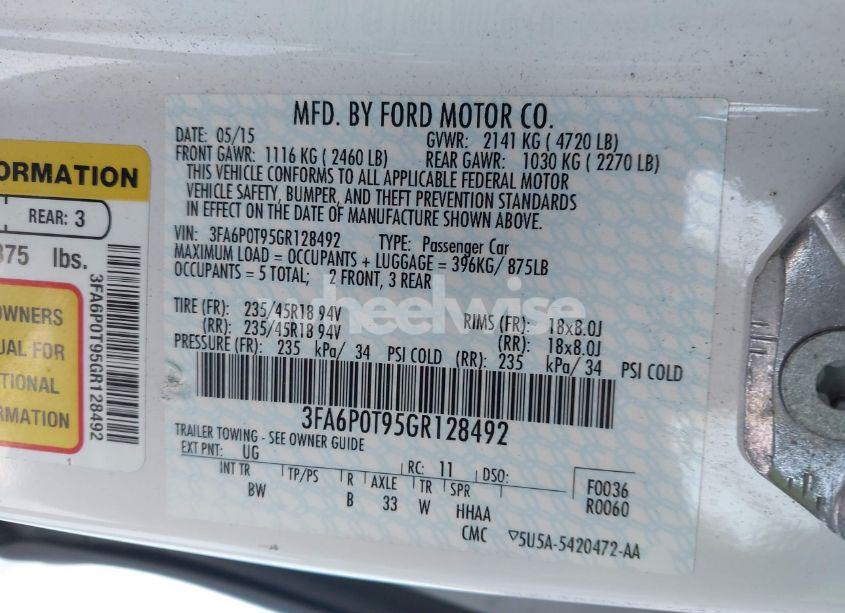 MFD. BY FORD MOTOR CO.
DATE: 05/15 GVWR: 2141 KG ( 4720 LB)
FRONT GAWR: 1116 KG ( 2460 LB) REAR GAWR: 1030 KG ( 2270 LB)
THIS VEHICLE CONFORMS TO ALL APPLICABLE FEDERAL MOTOR
VEHICLE SAFETY, BUMPER, AND THEFT PREVENTION STANDARDS
IN EFFECT ON THE DATE OF MANUFACTURE SHOWN ABOVE.
VIN: 3FA6P0T95GR128492 TYPE: Passenger Car
MAXIMUM LOAD = OCCUPANTS + LUGGAGE = 396KG/ 875LB
OCCUPANTS = 5 TOTAL; 2 FRONT, 3 REAR
TIRE (FR): 235/45R18 94V RIMS (FR): 18x8.0J
(RR): 235/45R18 94V (RR): 18x8.0J
PRESSURE (FR): 235 kPa/ 34 PSI COLD (RR): 235 kPa/ 34 PSI COLD
3FA6P0T95GR128492
TRAILER TOWING - SEE OWNER GUIDE
EXT PNT: UG RC: 11 DSO:
INT TR TP/PS R AXLE TR SPR F0036
BW B 33 W HHAA R0060
CMC ▽5U5A-5420472-AA
ORMATION
REAR: 3
375 lbs.
OWNERS
UAL FOR
TIONAL
RMATION
3FA6P0T95GR128492
1
heelwise